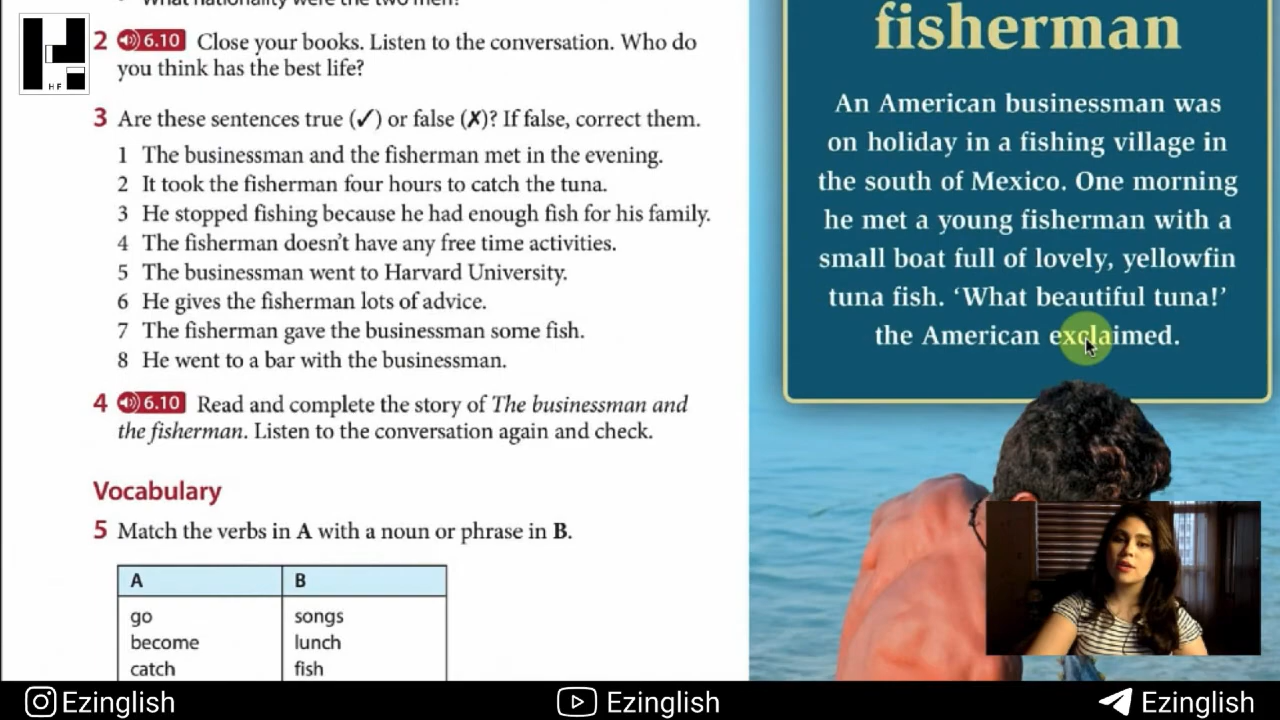 What nationality were the two men?
HF
2 6.10 Close your books. Listen to the conversation. Who do
you think has the best life?
3 Are these sentences true (✓) or false (✗)? If false, correct them.
1 The businessman and the fisherman met in the evening.
2 It took the fisherman four hours to catch the tuna.
3 He stopped fishing because he had enough fish for his family.
4 The fisherman doesn't have any free time activities.
5 The businessman went to Harvard University.
6 He gives the fisherman lots of advice.
7 The fisherman gave the businessman some fish.
8 He went to a bar with the businessman.
4 6.10 Read and complete the story of The businessman and
the fisherman. Listen to the conversation again and check.
Vocabulary
5 Match the verbs in A with a noun or phrase in B.
A B
go songs
become lunch
catch fish
fisherman
An American businessman was
on holiday in a fishing village in
the south of Mexico. One morning
he met a young fisherman with a
small boat full of lovely, yellowfin
tuna fish. 'What beautiful tuna!'
the American exclaimed.
Ezinglish Ezinglish Ezinglish